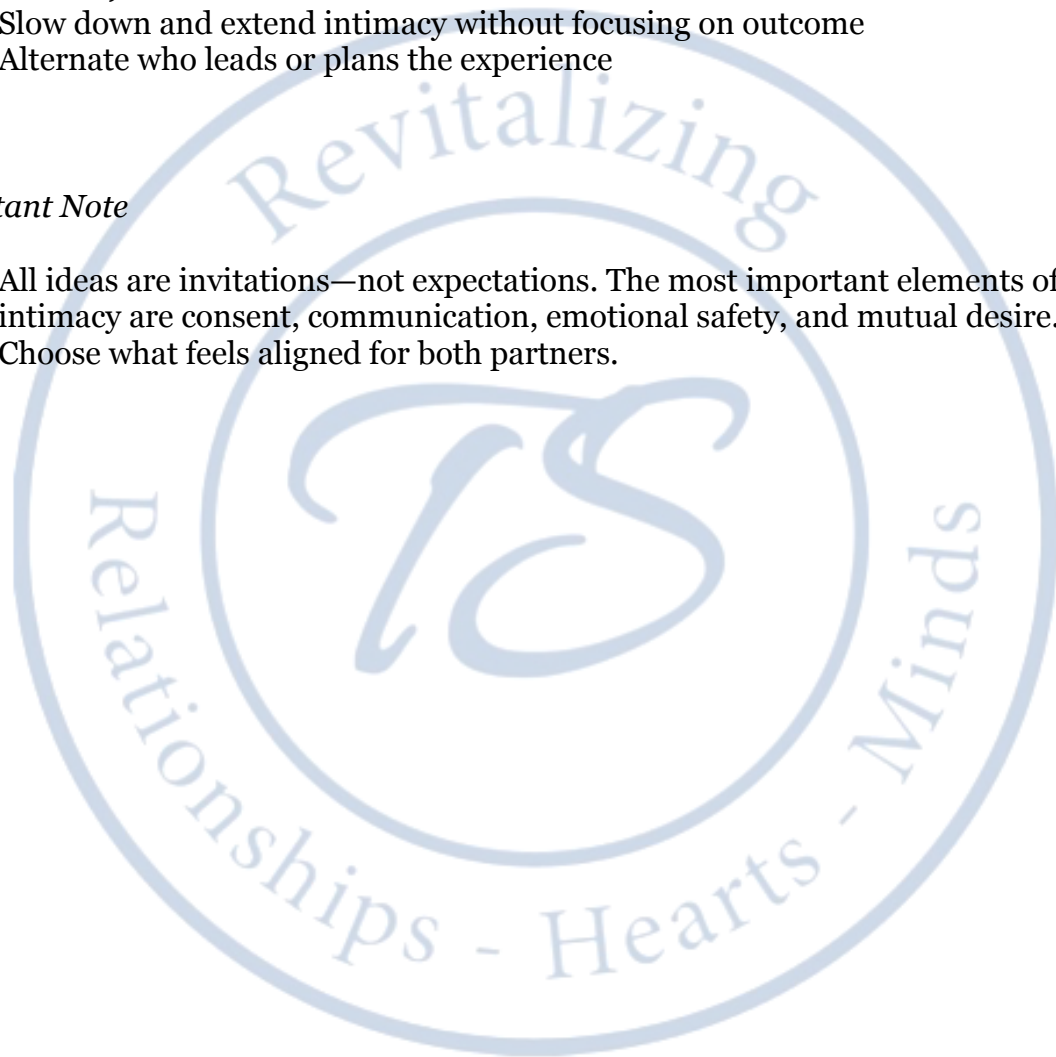 Slow down and extend intimacy without focusing on outcome
Alternate who leads or plans the experience
Revitalizing
tant Note
All ideas are invitations—not expectations. The most important elements of
intimacy are consent, communication, emotional safety, and mutual desire.
Choose what feels aligned for both partners.
TS
Relationships - Hearts - Minds